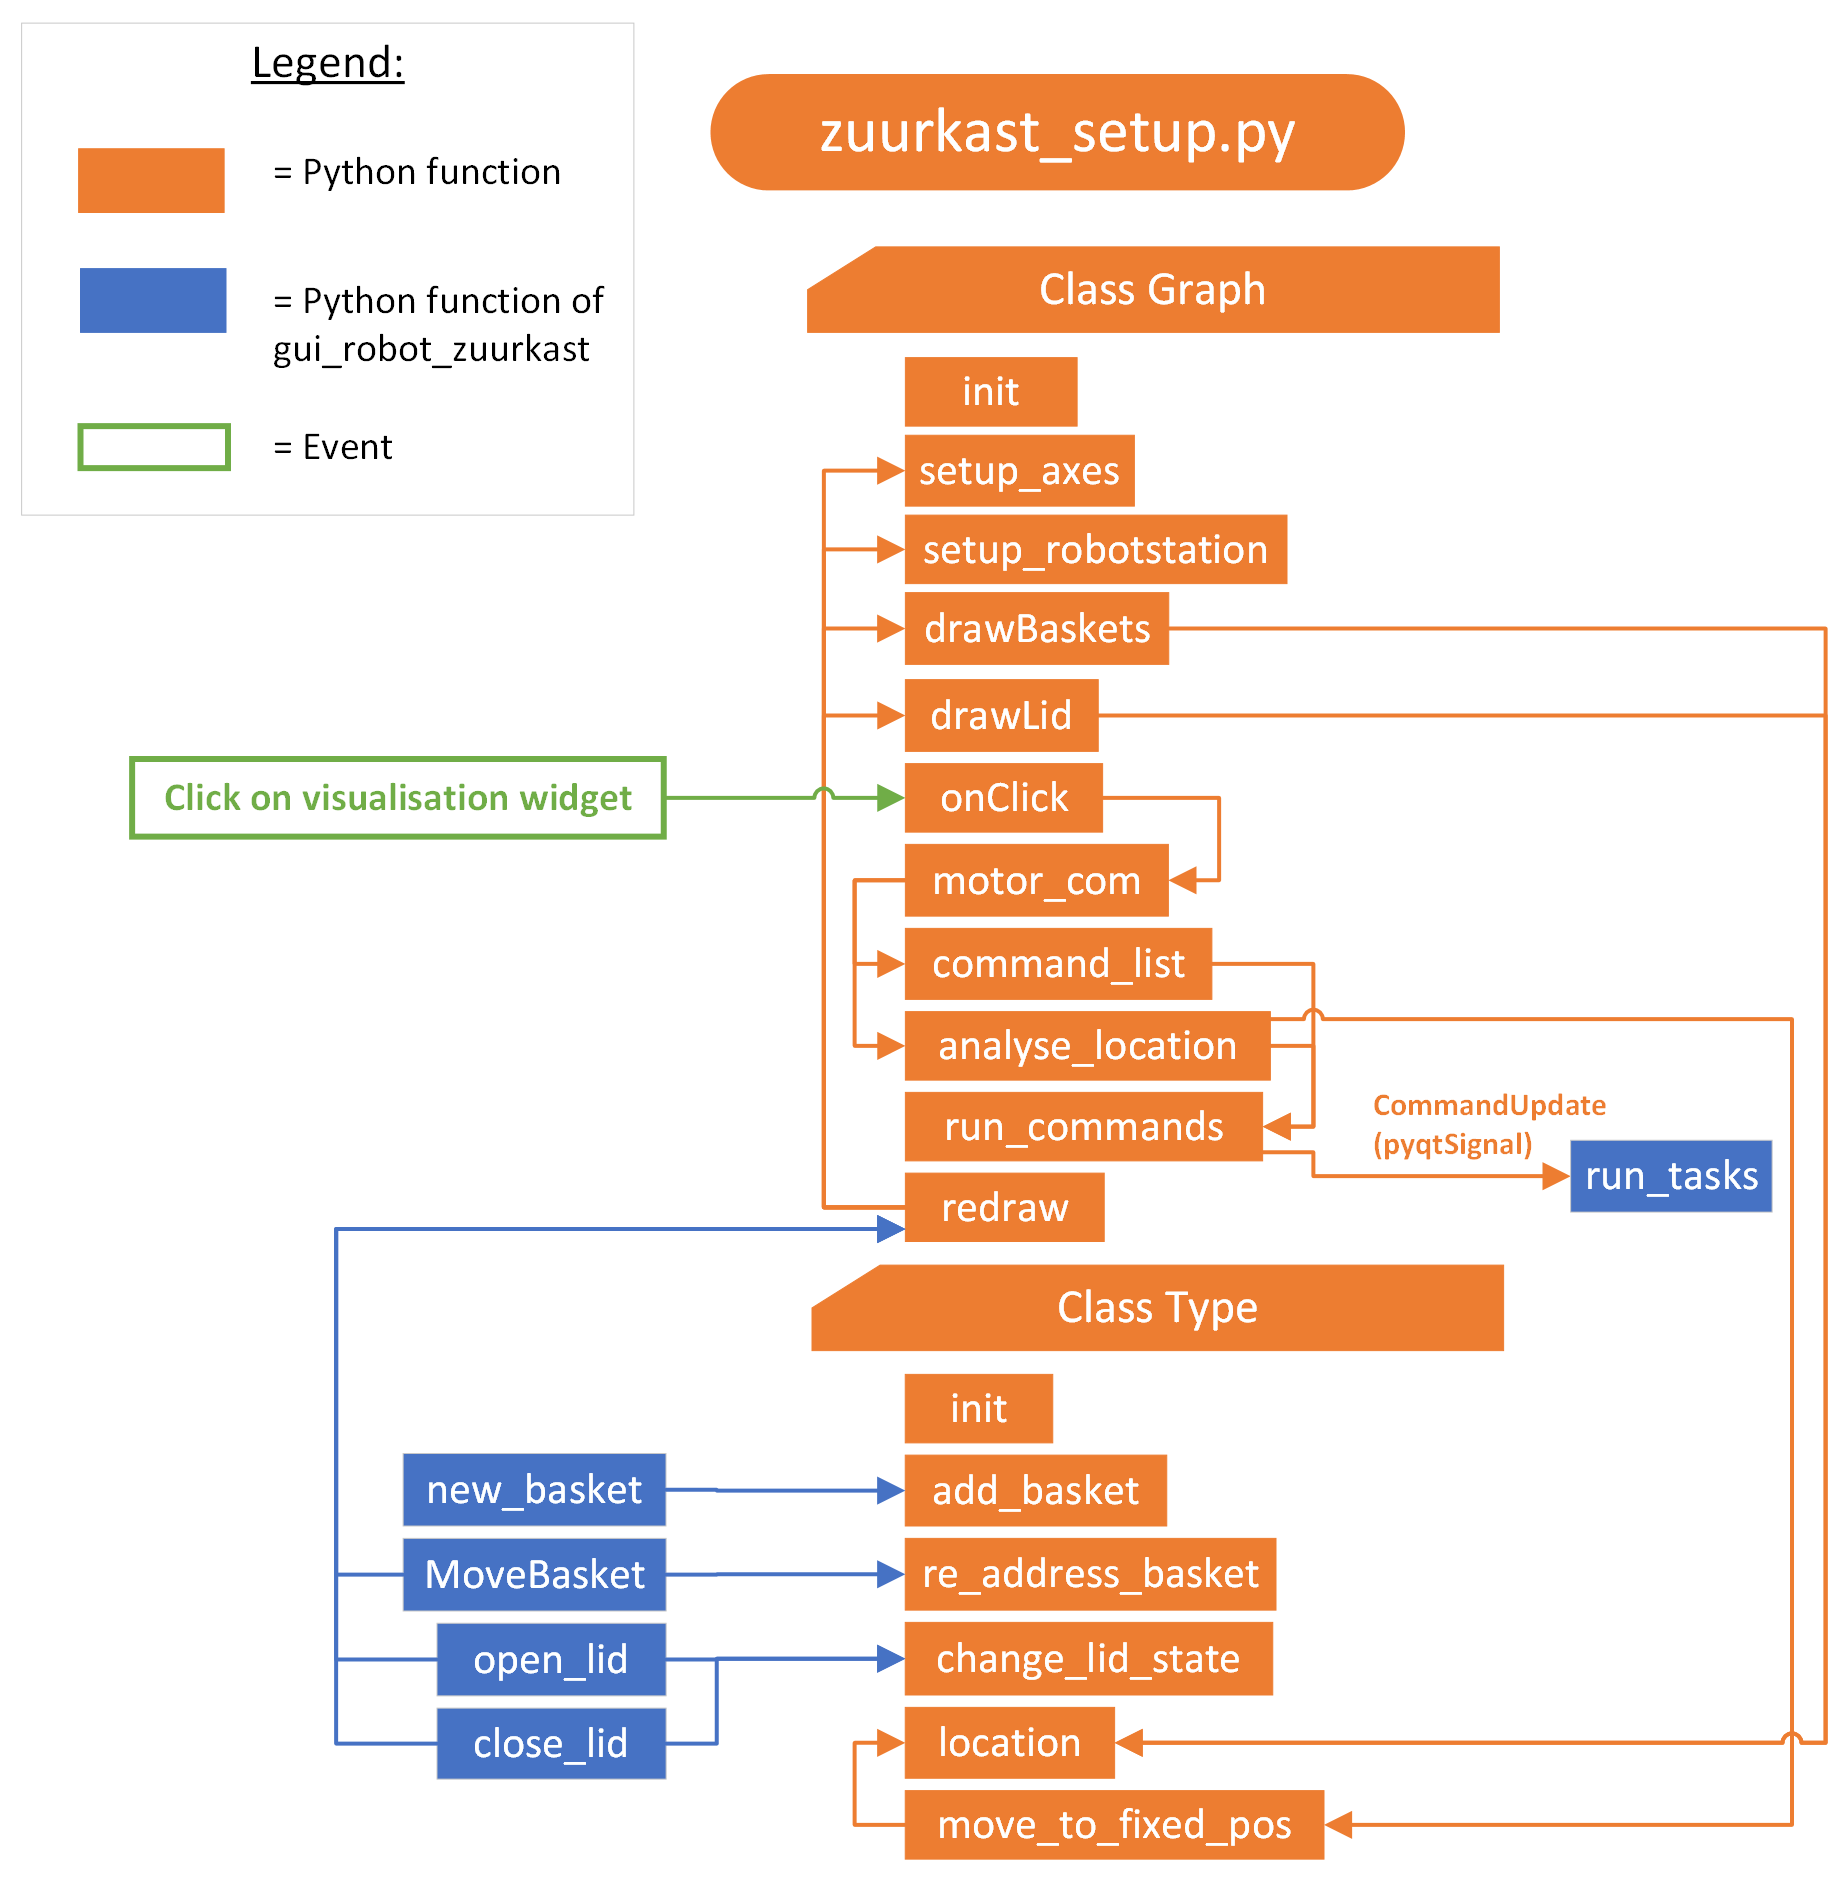 Legend:
= Python function
= Python function of
gui_robot_zuurkast
= Event
zuurkast_setup.py
Class Graph
init
setup_axes
setup_robotstation
drawBaskets
drawLid
Click on visualisation widget
onClick
motor_com
command_list
analyse_location
run_commands
CommandUpdate
(pyqtSignal)
run_tasks
redraw
Class Type
init
new_basket
add_basket
MoveBasket
re_address_basket
open_lid
change_lid_state
close_lid
location
move_to_fixed_pos